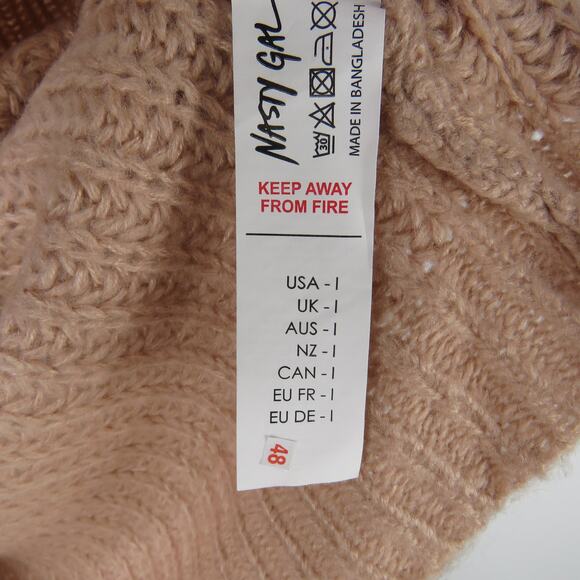 NASTY GAL
30
MADE IN BANGLADESH
KEEP AWAY
FROM FIRE
USA - I
UK - I
AUS - I
NZ - I
CAN - I
EU FR - I
EU DE - I
48